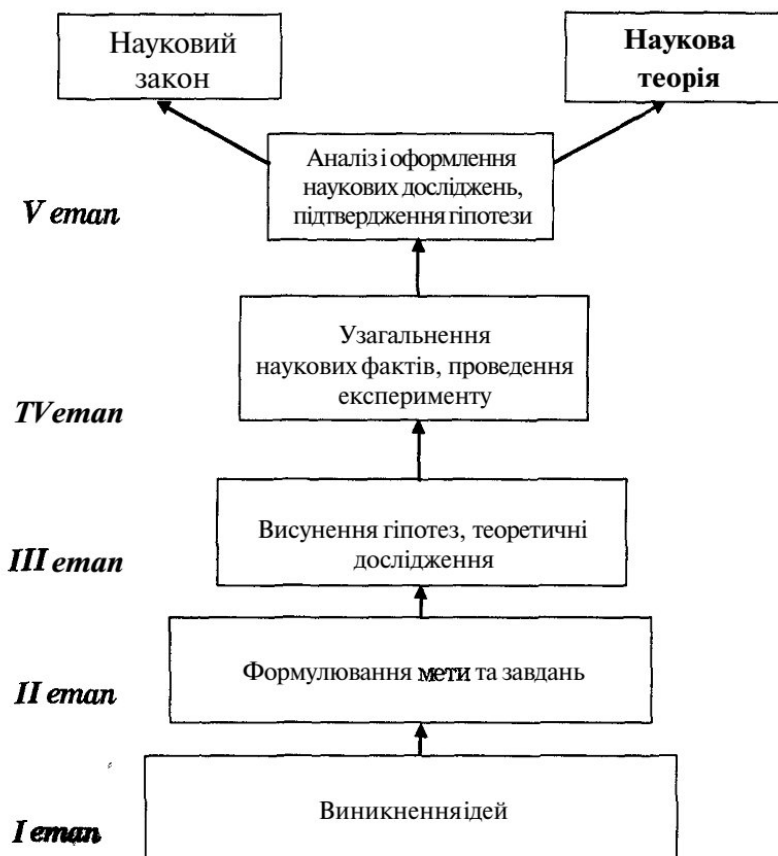 Науковий
закон
Наукова
теорія
Аналіз і оформлення
наукових досліджень,
підтвердження гіпотези
V етап
Узагальнення
наукових фактів, проведення
експерименту
TV етап
Висунення гіпотез, теоретичні
дослідження
III етап
Формулювання мети та завдань
II етап
Виникнення ідей
I етап